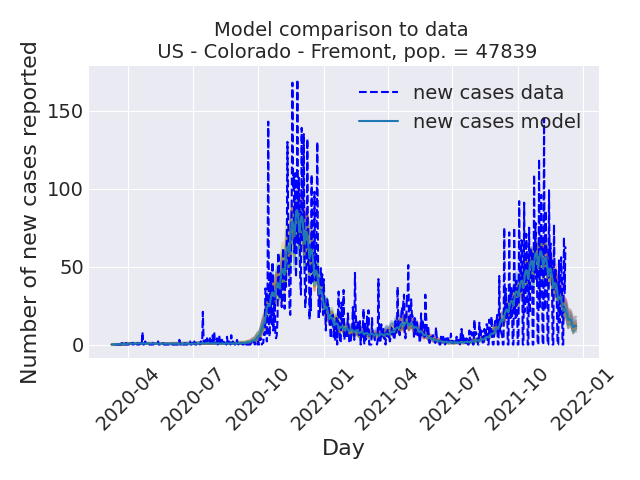 Model comparison to data
US - Colorado - Fremont, pop. = 47839
Number of new cases reported
150
100
50
0
new cases data
new cases model
2020-04
2020-07
2020-10
2021-01
2021-04
2021-07
2021-10
2022-01
Day